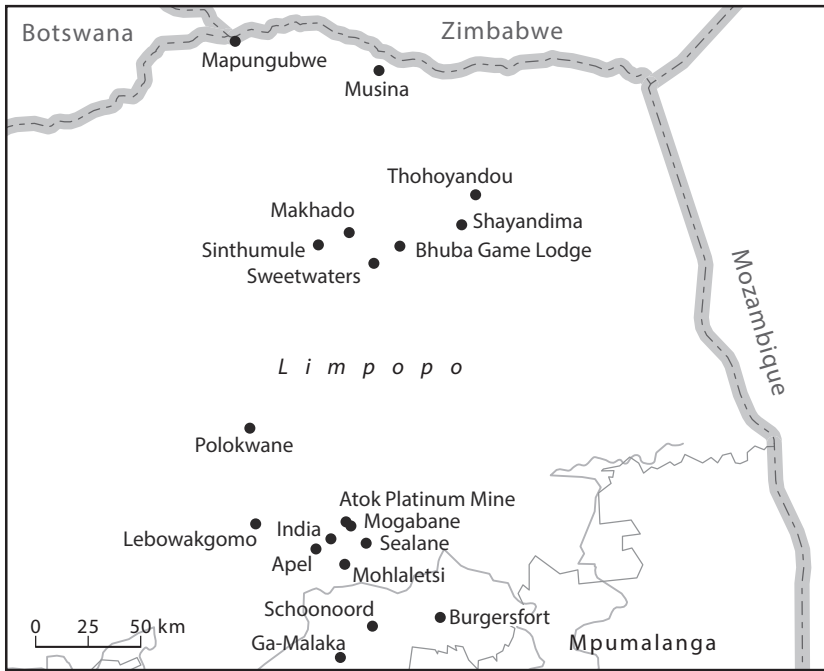 Botswana
Zimbabwe
Mapungubwe
Musina
Thohoyandou
Makhado
Shayandima
Sinthumule
Bhuba Game Lodge
Sweetwaters
Mozambique
Limpopo
Polokwane
Atok Platinum Mine
Mogabane
India
Lebowakgomo
Sealane
Apel
Mohlaletsi
Schoonoord
Burgersfort
0 25 50 km
Ga-Malaka
Mpumalanga